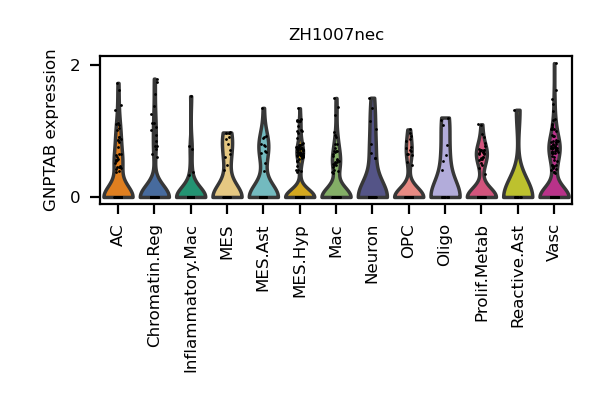 ZH1007nec
GNPTAB expression
2
0
AC
Chromatin.Reg
Inflammatory.Mac
MES
MES.Ast
MES.Hyp
Mac
Neuron
OPC
Oligo
Prolif.Metab
Reactive.Ast
Vasc